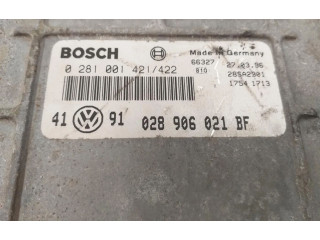 BOSCH Made in Germany
0 281 001 421/422 66327 27.03.96
010 28SA2901
1754 1713
41 91 028 906 021 BF